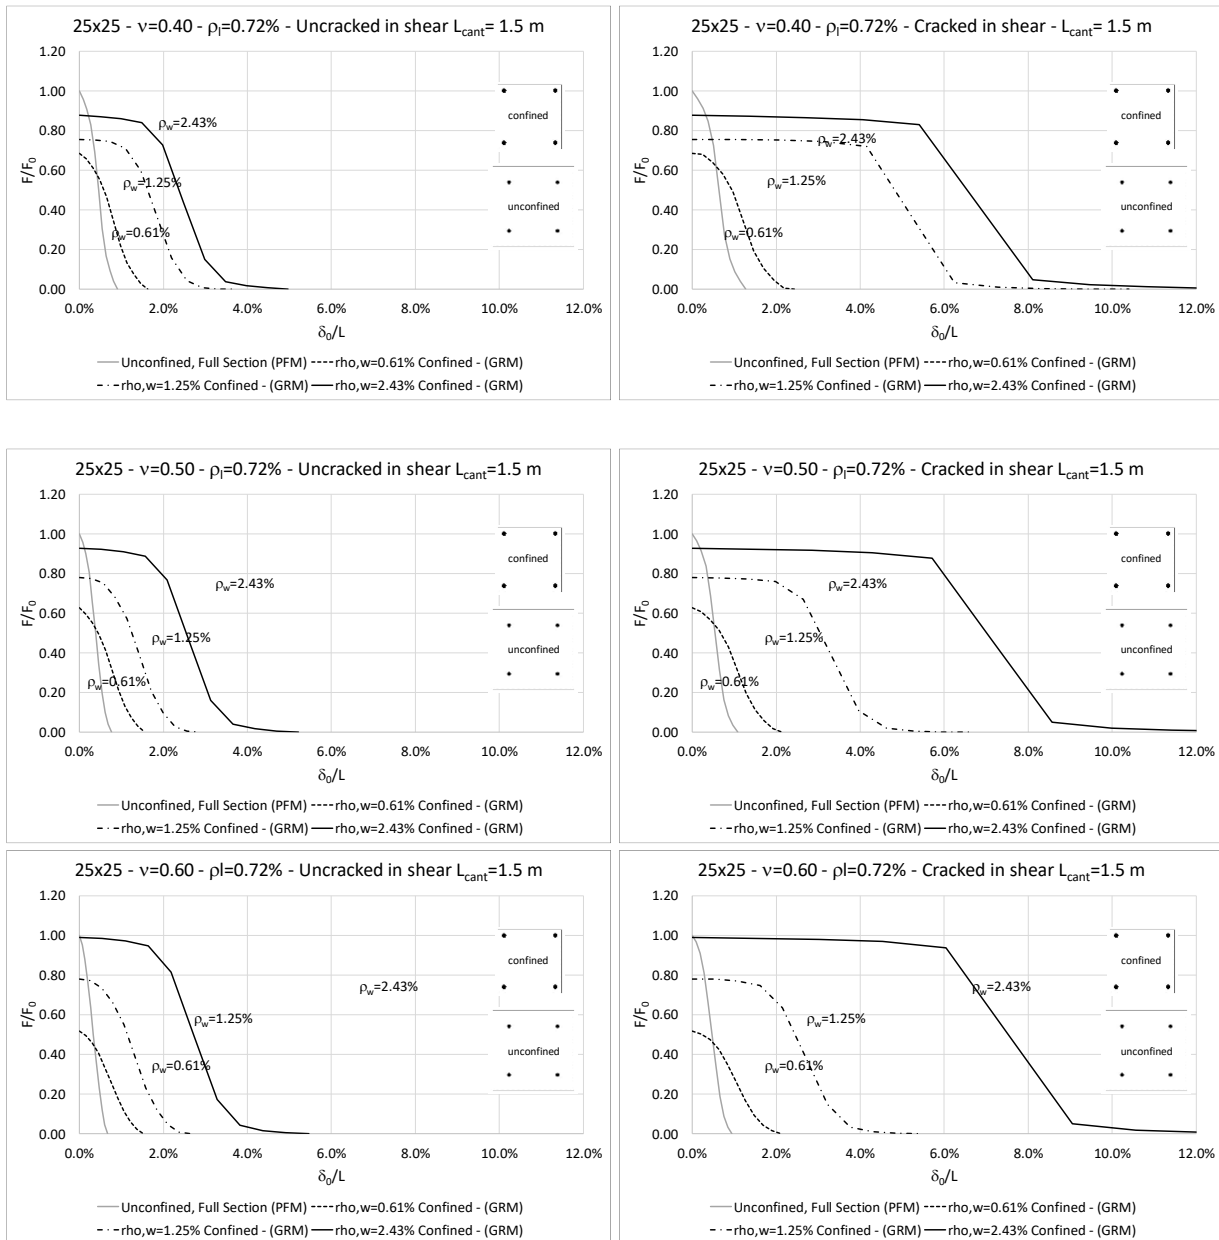 25x25 - ν=0.40 - ρl=0.72% - Uncracked in shear Lcant= 1.5 m
1.20
1.00
0.80
0.60
0.40
0.20
0.00
F/F0
ρw=2.43%
ρw=1.25%
ρw=0.61%
confined
unconfined
0.0% 2.0% 4.0% 6.0% 8.0% 10.0% 12.0%
δ0/L
Unconfined, Full Section (PFM) rho,w=0.61% Confined - (GRM)
rho,w=1.25% Confined - (GRM) rho,w=2.43% Confined - (GRM)
25x25 - ν=0.40 - ρl=0.72% - Cracked in shear - Lcant= 1.5 m
1.20
1.00
0.80
0.60
0.40
0.20
0.00
F/F0
ρw=2.43%
ρw=1.25%
ρw=0.61%
confined
unconfined
0.0% 2.0% 4.0% 6.0% 8.0% 10.0% 12.0%
δ0/L
Unconfined, Full Section (PFM) rho,w=0.61% Confined - (GRM)
rho,w=1.25% Confined - (GRM) rho,w=2.43% Confined - (GRM)
25x25 - ν=0.50 - ρl=0.72% - Uncracked in shear Lcant=1.5 m
1.20
1.00
0.80
0.60
0.40
0.20
0.00
F/F0
ρw=2.43%
ρw=1.25%
ρw=0.61%
confined
unconfined
0.0% 2.0% 4.0% 6.0% 8.0% 10.0% 12.0%
δ0/L
Unconfined, Full Section (PFM) rho,w=0.61% Confined - (GRM)
rho,w=1.25% Confined - (GRM) rho,w=2.43% Confined - (GRM)
25x25 - ν=0.50 - ρl=0.72% - Cracked in shear Lcant=1.5 m
1.20
1.00
0.80
0.60
0.40
0.20
0.00
F/F0
ρw=2.43%
ρw=1.25%
ρw=0.61%
confined
unconfined
0.0% 2.0% 4.0% 6.0% 8.0% 10.0% 12.0%
δ0/L
Unconfined, Full Section (PFM) rho,w=0.61% Confined - (GRM)
rho,w=1.25% Confined - (GRM) rho,w=2.43% Confined - (GRM)
25x25 - ν=0.60 - ρl=0.72% - Uncracked in shear Lcant=1.5 m
1.20
1.00
0.80
0.60
0.40
0.20
0.00
F/F0
ρw=2.43%
ρw=1.25%
ρw=0.61%
confined
unconfined
0.0% 2.0% 4.0% 6.0% 8.0% 10.0% 12.0%
δ0/L
Unconfined, Full Section (PFM) rho,w=0.61% Confined - (GRM)
rho,w=1.25% Confined - (GRM) rho,w=2.43% Confined - (GRM)
25x25 - ν=0.60 - ρl=0.72% - Cracked in shear Lcant=1.5 m
1.20
1.00
0.80
0.60
0.40
0.20
0.00
F/F0
ρw=2.43%
ρw=1.25%
ρw=0.61%
confined
unconfined
0.0% 2.0% 4.0% 6.0% 8.0% 10.0% 12.0%
δ0/L
Unconfined, Full Section (PFM) rho,w=0.61% Confined - (GRM)
rho,w=1.25% Confined - (GRM) rho,w=2.43% Confined - (GRM)